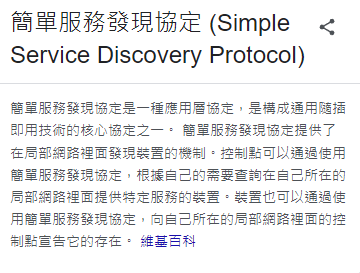 簡單服務發現協定 (Simple
Service Discovery Protocol)
簡單服務發現協定是一種應用層協定，是構成通用隨插
即用技術的核心協定之一。 簡單服務發現協定提供了
在局部網路裡面發現裝置的機制。控制點可以通過使用
簡單服務發現協定，根據自己的需要查詢在自己所在的
局部網路裡面提供特定服務的裝置。裝置也可以通過使
用簡單服務發現協定，向自己所在的局部網路裡面的控
制點宣告它的存在。 維基百科